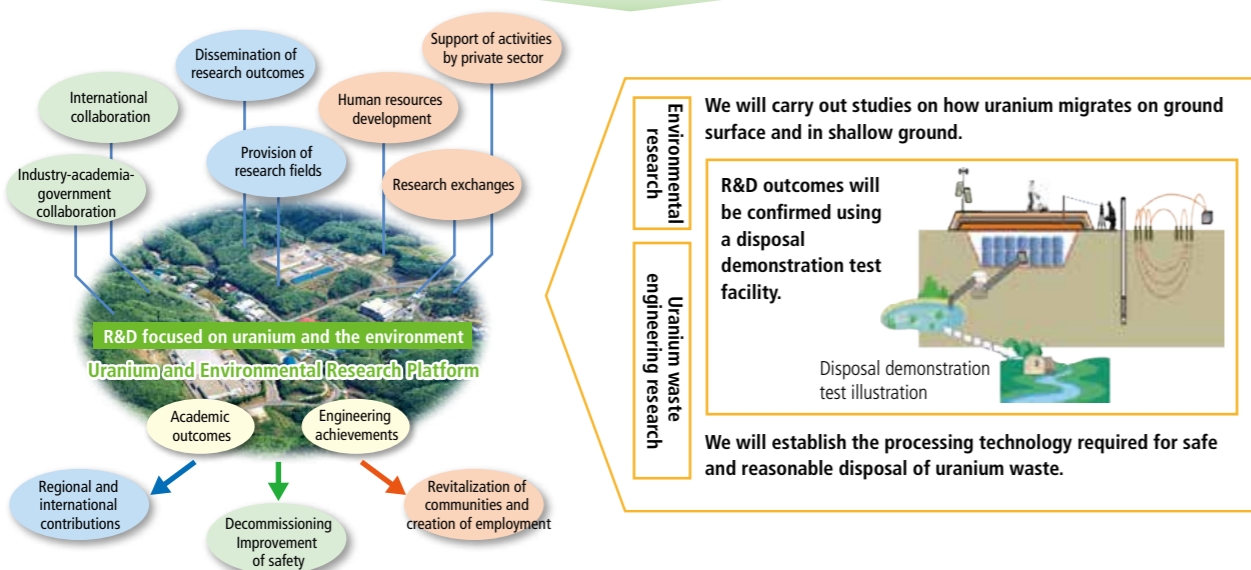 Support of activities
by private sector
Dissemination of
research outcomes
International
collaboration
Human resources
development
Provision of
research fields
Industry-academia-
government
collaboration
Research exchanges
R&D focused on uranium and the environment
Uranium and Environmental Research Platform
Academic
outcomes
Engineering
achievements
Regional and
international
contributions
Decommissioning
Improvement
of safety
Revitalization of
communities and
creation of employment
Environmental
research
We will carry out studies on how uranium migrates on ground
surface and in shallow ground.
R&D outcomes will
be confirmed using
a disposal
demonstration test
facility.
Disposal demonstration
test illustration
Uranium waste
engineering research
We will establish the processing technology required for safe
and reasonable disposal of uranium waste.